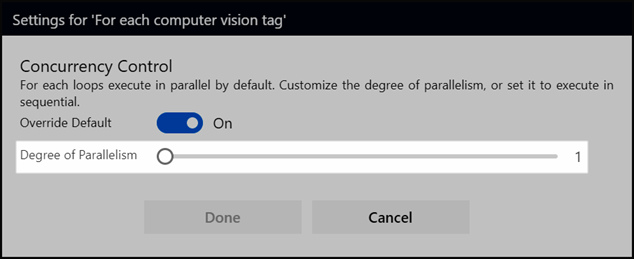 Settings for 'For each computer vision tag'
Concurrency Control
For each loops execute in parallel by default. Customize the degree of parallelism, or set it to execute in
sequential.
Override Default On
Degree of Parallelism 1
Done Cancel